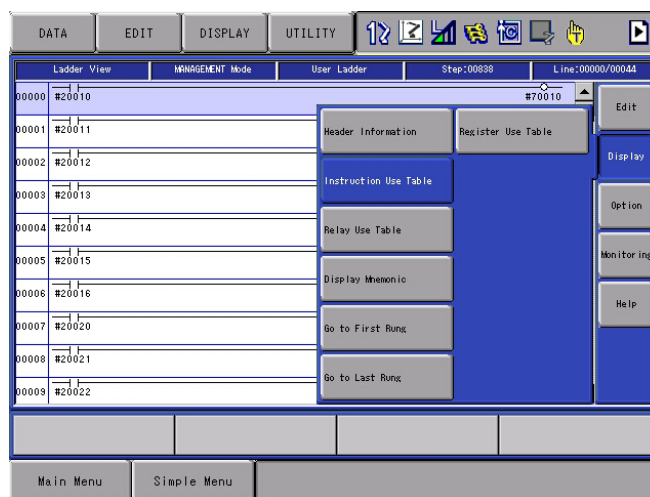 DATA EDIT DISPLAY UTILITY
Ladder View MANAGEMENT Mode User Ladder Step:00838 Line:0000/00044
00000 #20010 #70010
00001 #20011
00002 #20012
00003 #20013
00004 #20014
00005 #20015
00006 #20016
00007 #20020
00008 #20021
00009 #20022
Header Information Register Use Table
Instruction Use Table
Relay Use Table
Display Mnemonic
Go to First Rung
Go to Last Rung
Edit
Display
Option
Monitoring
Help
Main Menu Simple Menu